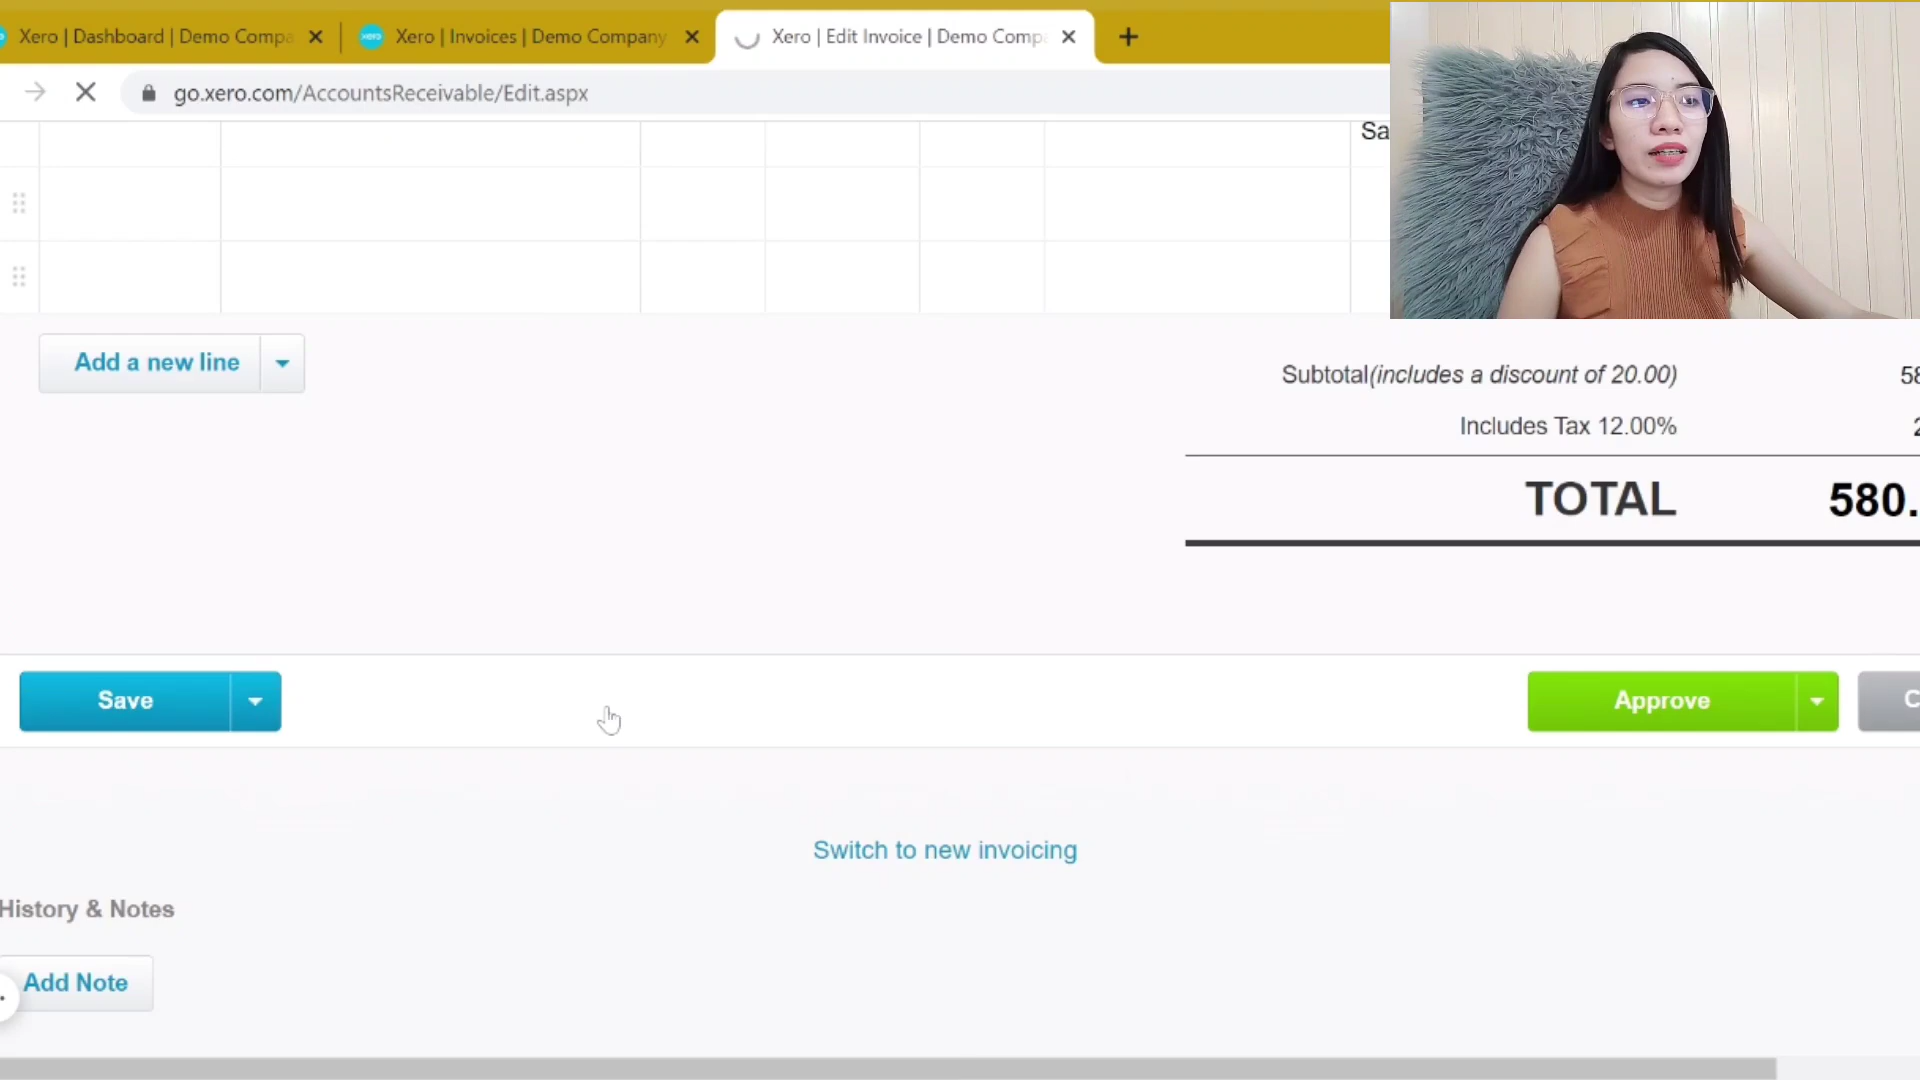 Xero | Dashboard | Demo Compa
xero Xero | Invoices | Demo Company
Xero | Edit Invoice | Demo Comp
go.xero.com/AccountsReceivable/Edit.aspx
Sa
Add a new line
Subtotal(includes a discount of 20.00) 58
Includes Tax 12.00% 2
TOTAL 580.
Save Approve C
Switch to new invoicing
History & Notes
Add Note